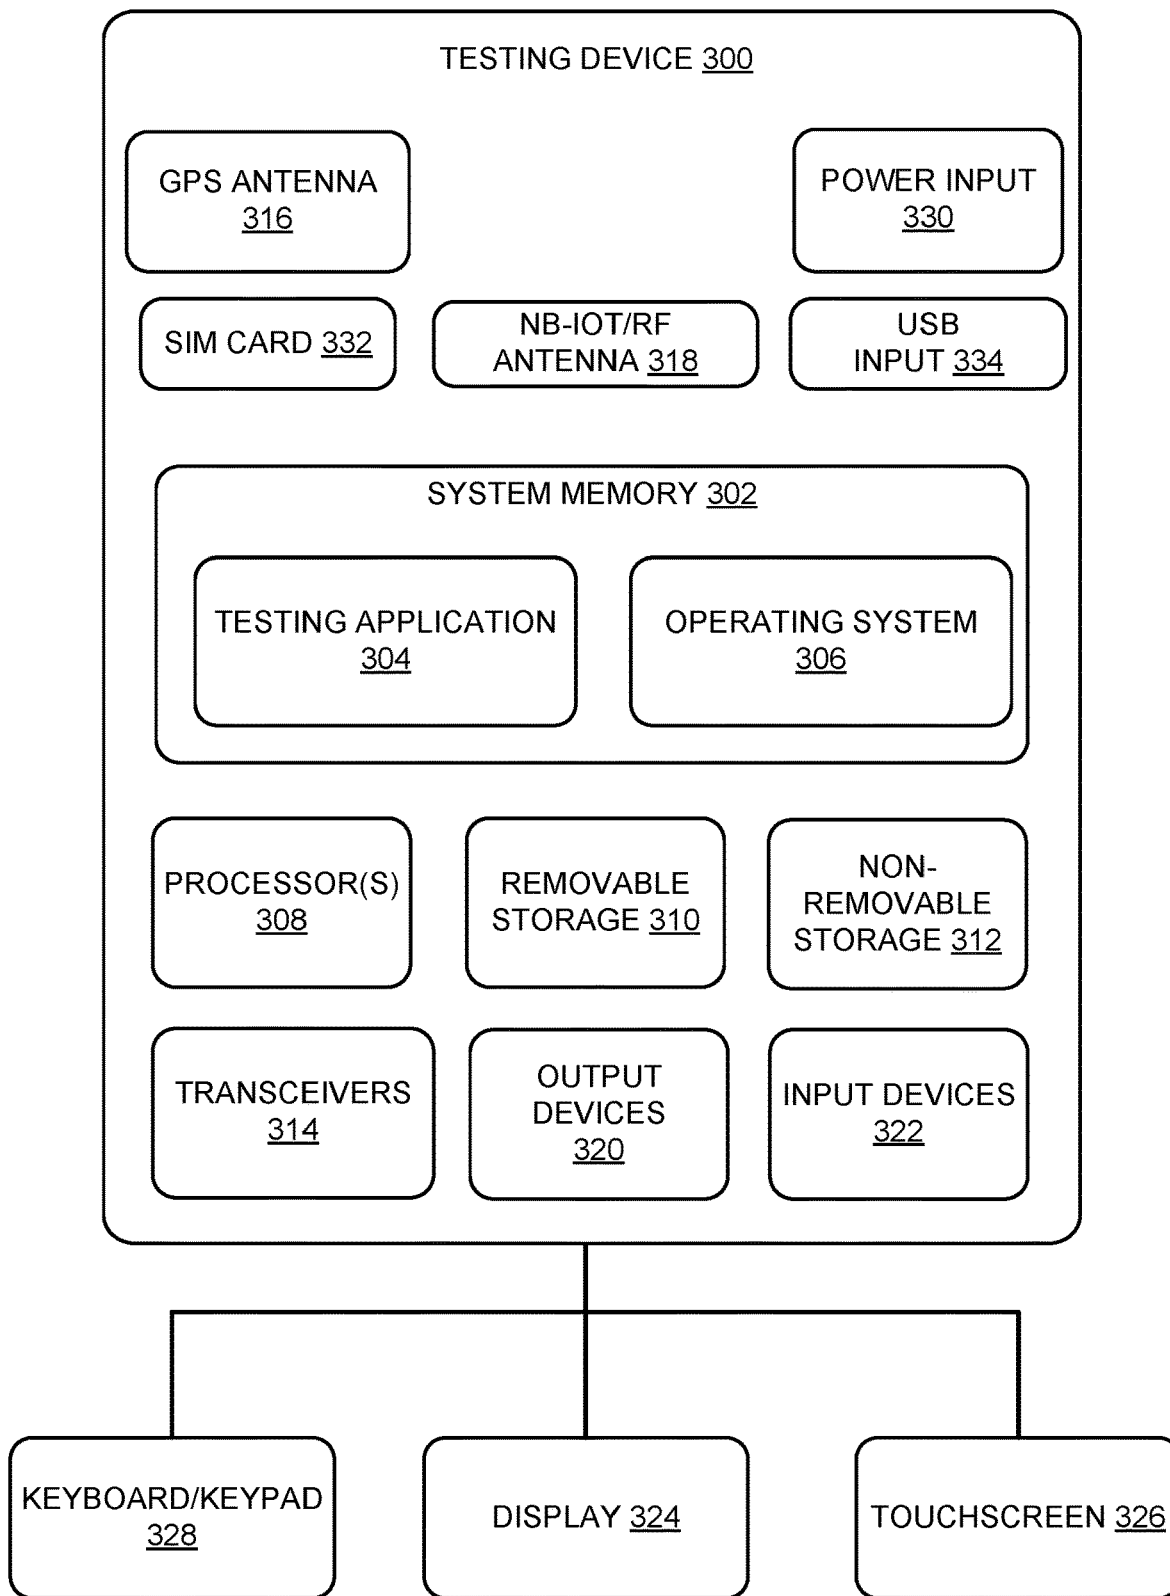 TESTING DEVICE 300
GPS ANTENNA
316
POWER INPUT
330
SIM CARD 332
NB-IOT/RF
ANTENNA 318
USB
INPUT 334
SYSTEM MEMORY 302
TESTING APPLICATION
304
OPERATING SYSTEM
306
PROCESSOR(S)
308
REMOVABLE
STORAGE 310
NON-
REMOVABLE
STORAGE 312
TRANSCEIVERS
314
OUTPUT
DEVICES
320
INPUT DEVICES
322
KEYBOARD/KEYPAD
328
DISPLAY 324
TOUCHSCREEN 326